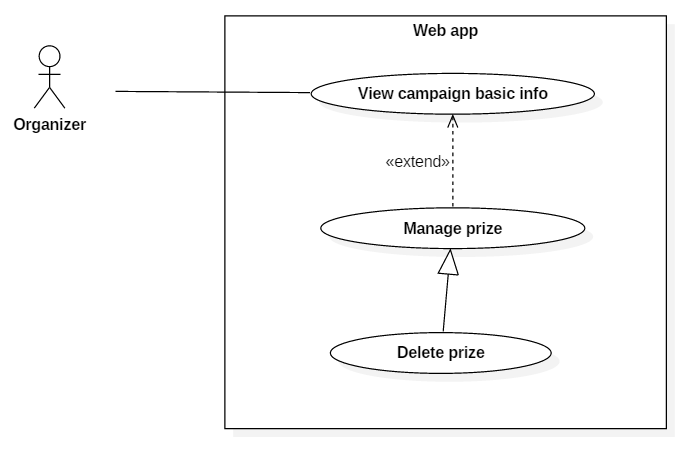 Web app
Organizer
View campaign basic info
«extend»
Manage prize
Delete prize